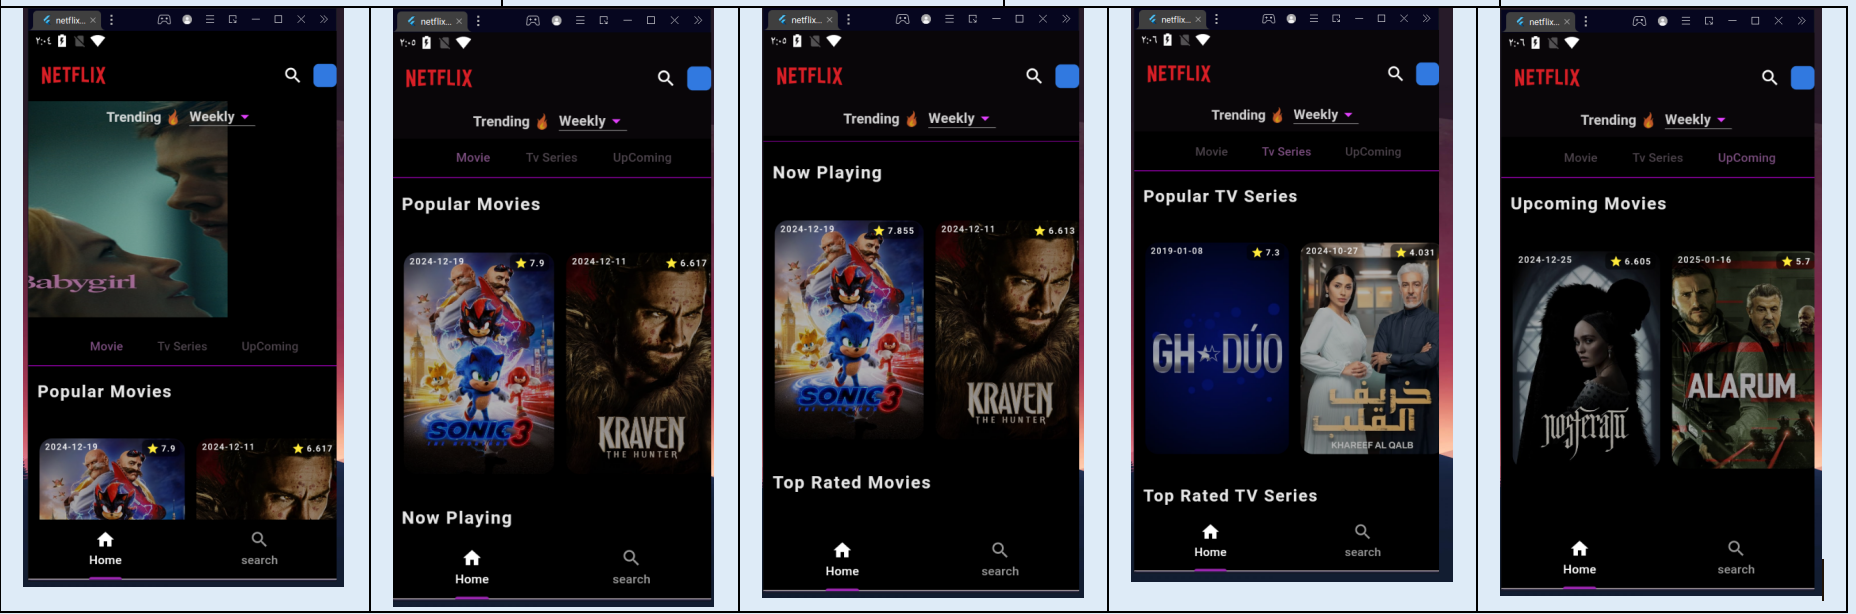 netflix...
٢:٠٤
NETFLIX
Trending 🔥 Weekly
Babygirl
Movie Tv Series UpComing
Popular Movies
2024-12-19 ⭐ 7.9 2024-12-11 ⭐ 6.617
Home search
netflix...
٢:٠٥
NETFLIX
Trending 🔥 Weekly
Movie Tv Series UpComing
Popular Movies
2024-12-19 ⭐ 7.9 2024-12-11 ⭐ 6.617
SONIC 3
KRAVEN
THE HUNTER
Now Playing
Home search
netflix...
٢:٠٥
NETFLIX
Trending 🔥 Weekly
Now Playing
2024-12-19 ⭐ 7.855 2024-12-11 ⭐ 6.613
SONIC 3
KRAVEN
THE HUNTER
Top Rated Movies
Home search
netflix...
٢:٠٦
NETFLIX
Trending 🔥 Weekly
Movie Tv Series UpComing
Popular TV Series
2019-01-08 ⭐ 7.3 2024-10-27 ⭐ 4.031
GH DÚO
خريف
القلب
KHAREEF AL QALB
Top Rated TV Series
Home search
netflix...
٢:٠٦
NETFLIX
Trending 🔥 Weekly
Movie Tv Series UpComing
Upcoming Movies
2024-12-25 ⭐ 6.605 2025-01-16 ⭐ 5.7
nosferatu
ALARUM
Home search